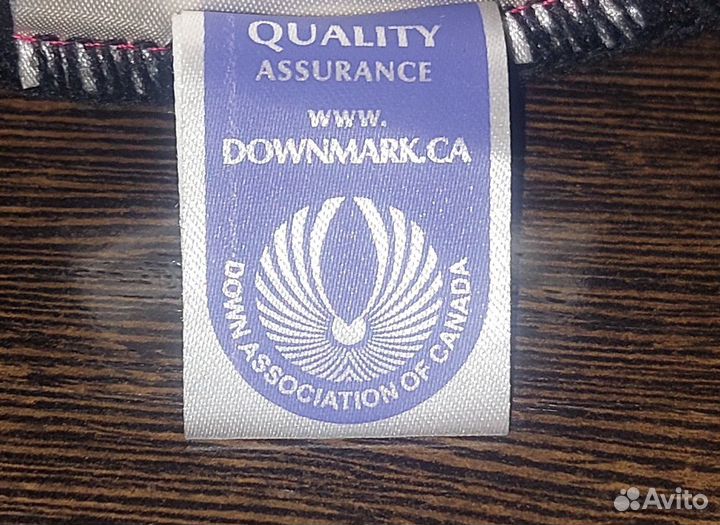 QUALITY
ASSURANCE
www.
DOWNMARK.CA
DOWN ASSOCIATION OF CANADA
Avito